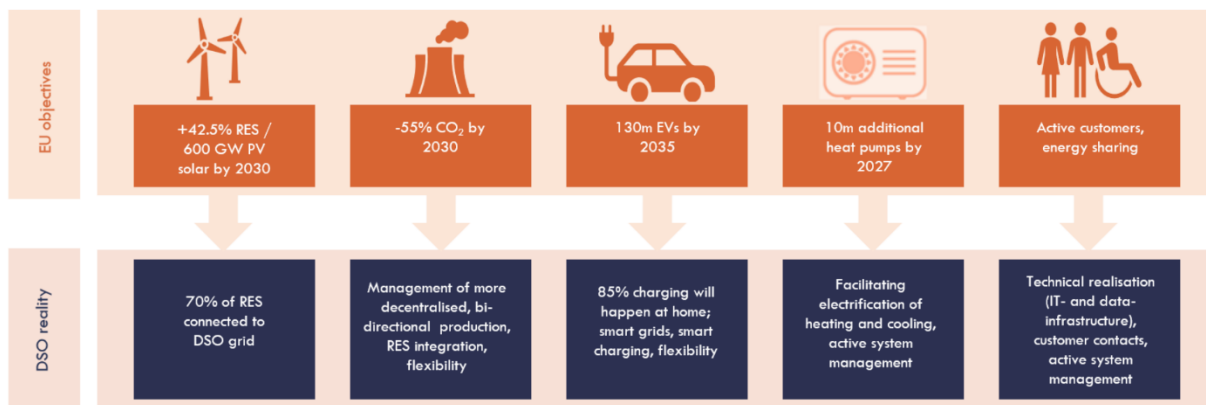 EU objectives
+42.5% RES /
600 GW PV
solar by 2030
-55% CO₂ by
2030
130m EVs by
2035
10m additional
heat pumps by
2027
Active customers,
energy sharing
DSO reality
70% of RES
connected to
DSO grid
Management of more
decentralised, bi-
directional production,
RES integration,
flexibility
85% charging will
happen at home;
smart grids, smart
charging, flexibility
Facilitating
electrification of
heating and cooling,
active system
management
Technical realisation
(IT- and data-
infrastructure),
customer contacts,
active system
management